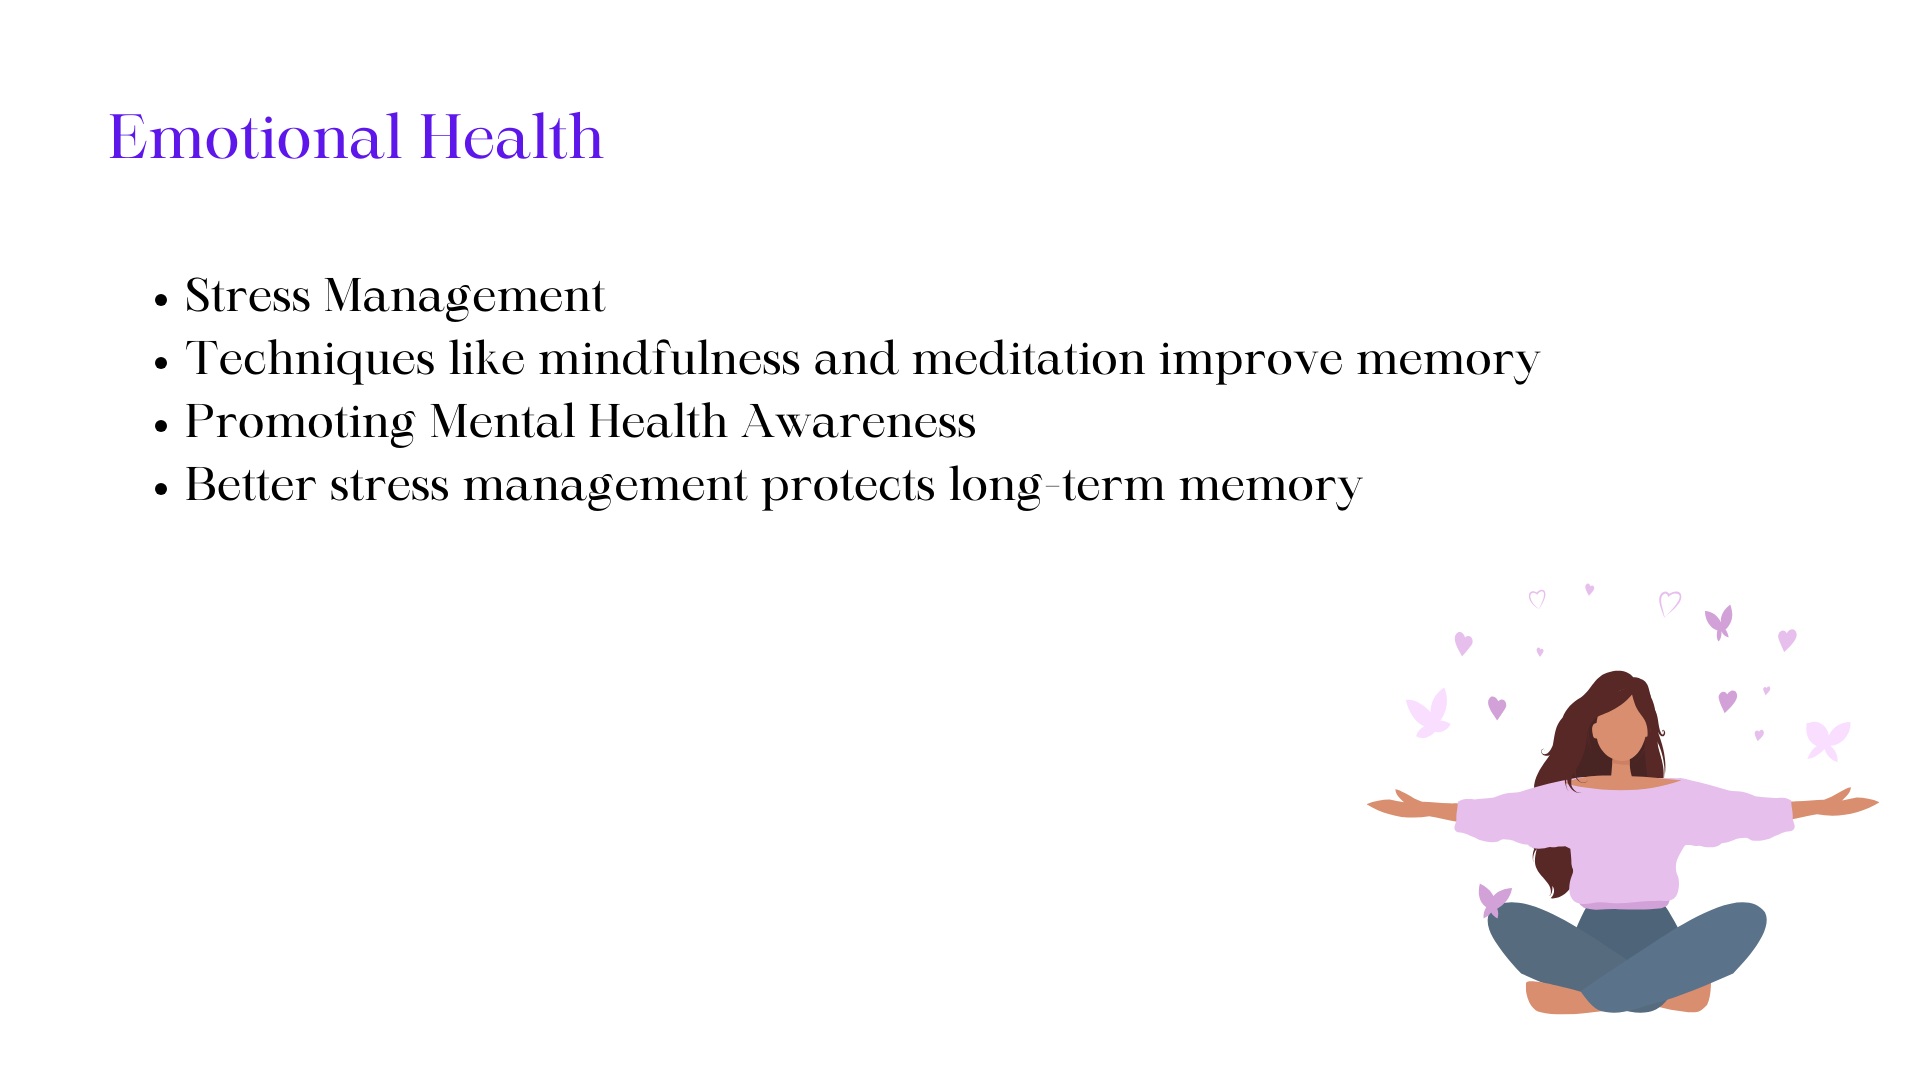 Emotional Health
• Stress Management
• Techniques like mindfulness and meditation improve memory
• Promoting Mental Health Awareness
• Better stress management protects long-term memory